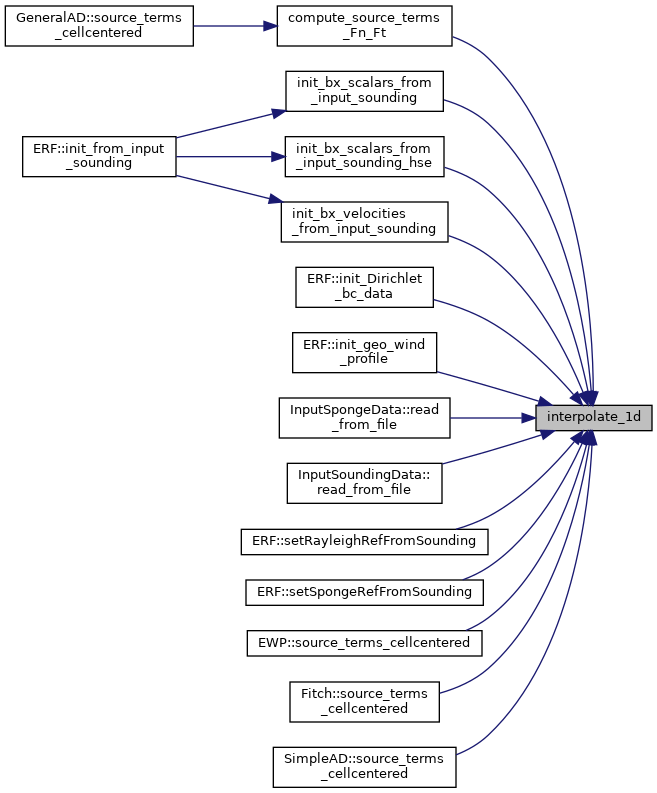 GeneralAD::source_terms
_cellcentered
compute_source_terms
_Fn_Ft
init_bx_scalars_from
_input_sounding
ERF::init_from_input
_sounding
init_bx_scalars_from
_input_sounding_hse
init_bx_velocities
_from_input_sounding
ERF::init_Dirichlet
_bc_data
ERF::init_geo_wind
_profile
InputSpongeData::read
_from_file
interpolate_1d
InputSoundingData::
read_from_file
ERF::setRayleighRefFromSounding
ERF::setSpongeRefFromSounding
EWP::source_terms_cellcentered
Fitch::source_terms
_cellcentered
SimpleAD::source_terms
_cellcentered